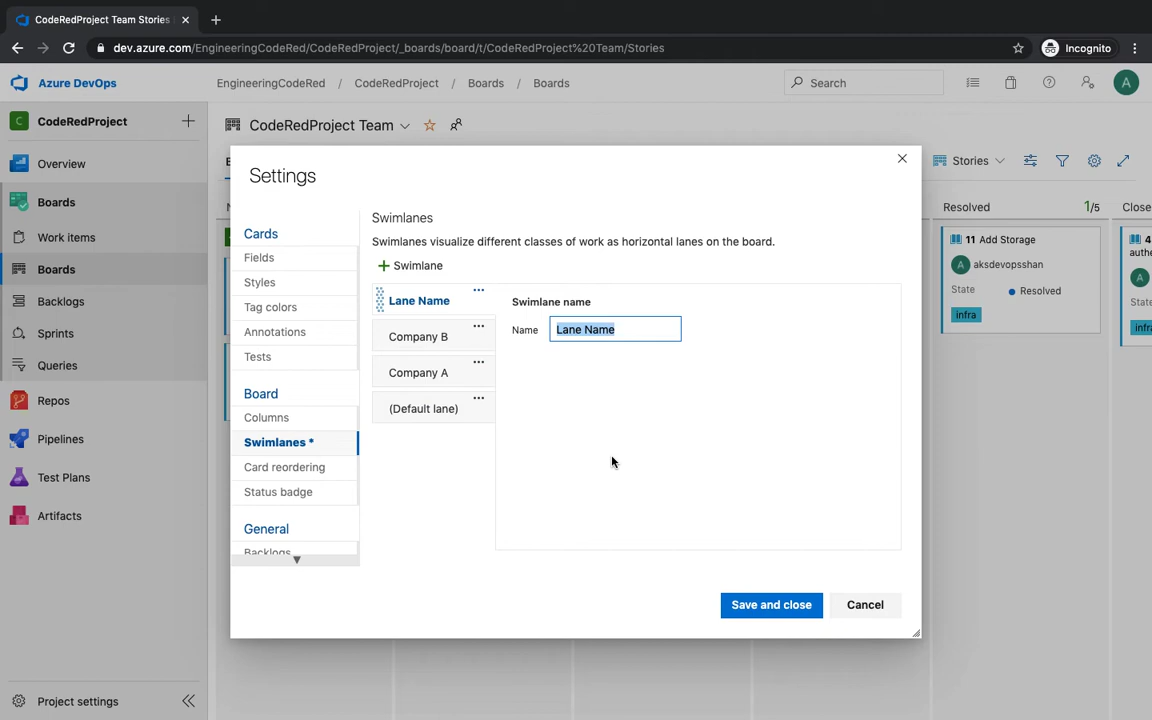 CodeRedProject Team Stories
dev.azure.com/EngineeringCodeRed/CodeRedProject/_boards/board/t/CodeRedProject%20Team/Stories
Incognito
Azure DevOps
EngineeringCodeRed / CodeRedProject / Boards / Boards
Search
A
C CodeRedProject
CodeRedProject Team
Overview
Boards
Work items
Boards
Backlogs
Sprints
Queries
Repos
Pipelines
Test Plans
Artifacts
Project settings
Stories
Resolved 1/5
Close
11 Add Storage
A aksdevopsshan
State Resolved
infra
4
authe
A
State
infr
Settings
Cards
Fields
Styles
Tag colors
Annotations
Tests
Board
Columns
Swimlanes *
Card reordering
Status badge
General
Backlogs
Swimlanes
Swimlanes visualize different classes of work as horizontal lanes on the board.
+ Swimlane
Lane Name
Company B
Company A
(Default lane)
Swimlane name
Name Lane Name
Save and close
Cancel